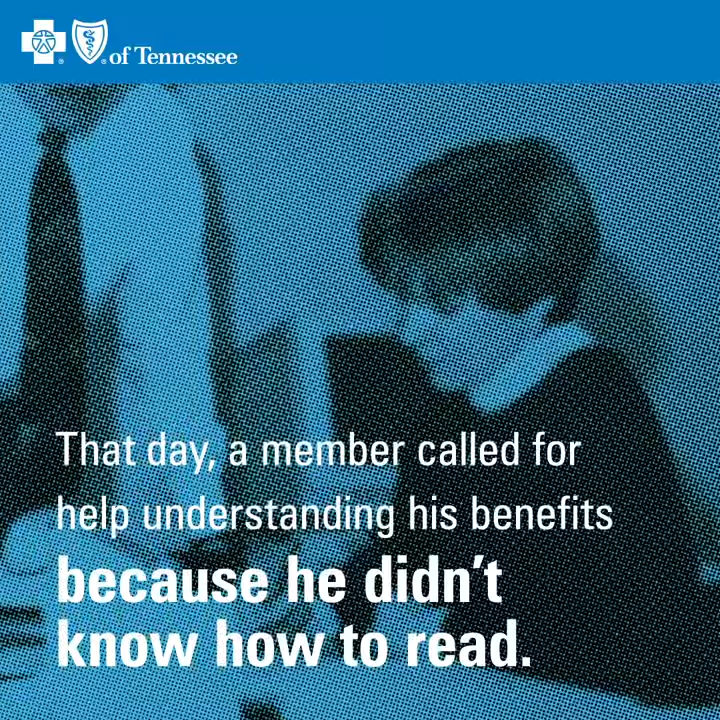 of Tennessee
That day, a member called for
help understanding his benefits
because he didn’t
know how to read.